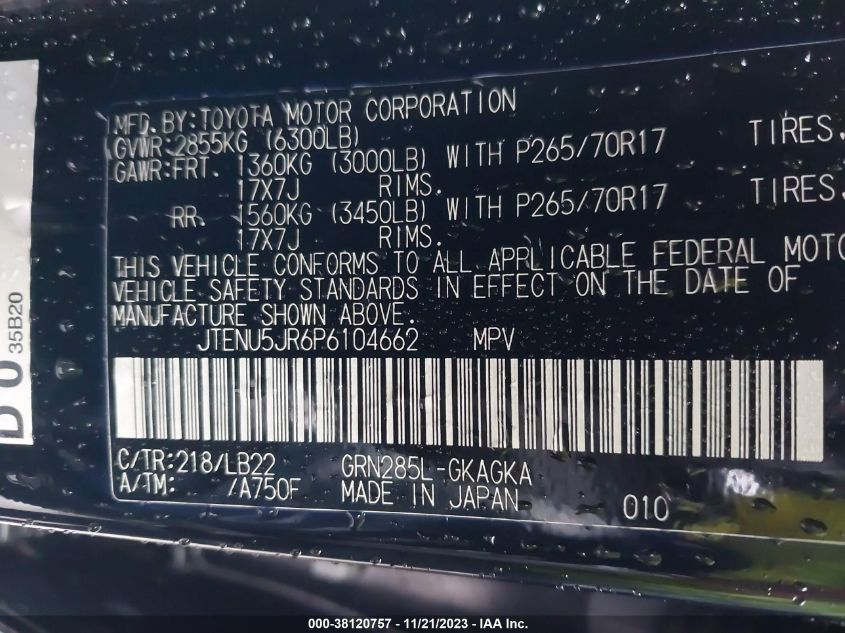 MFD. BY:TOYOTA MOTOR CORPORATION
GVWR:2855KG (6300LB)
GAWR:FRT. 1360KG (3000LB) WITH P265/70R17 TIRES,
17X7J RIMS.
RR. 1560KG (3450LB) WITH P265/70R17 TIRES,
17X7J RIMS.
THIS VEHICLE CONFORMS TO ALL APPLICABLE FEDERAL MOTO
VEHICLE SAFETY STANDARDS IN EFFECT ON THE DATE OF
MANUFACTURE SHOWN ABOVE.
JTENU5JR6P6104662 MPV
C/TR:218/LB22 GRN285L-GKAGKA
A/TM: /A750F MADE IN JAPAN 010
35B20
000-38120757 - 11/21/2023 - IAA Inc.